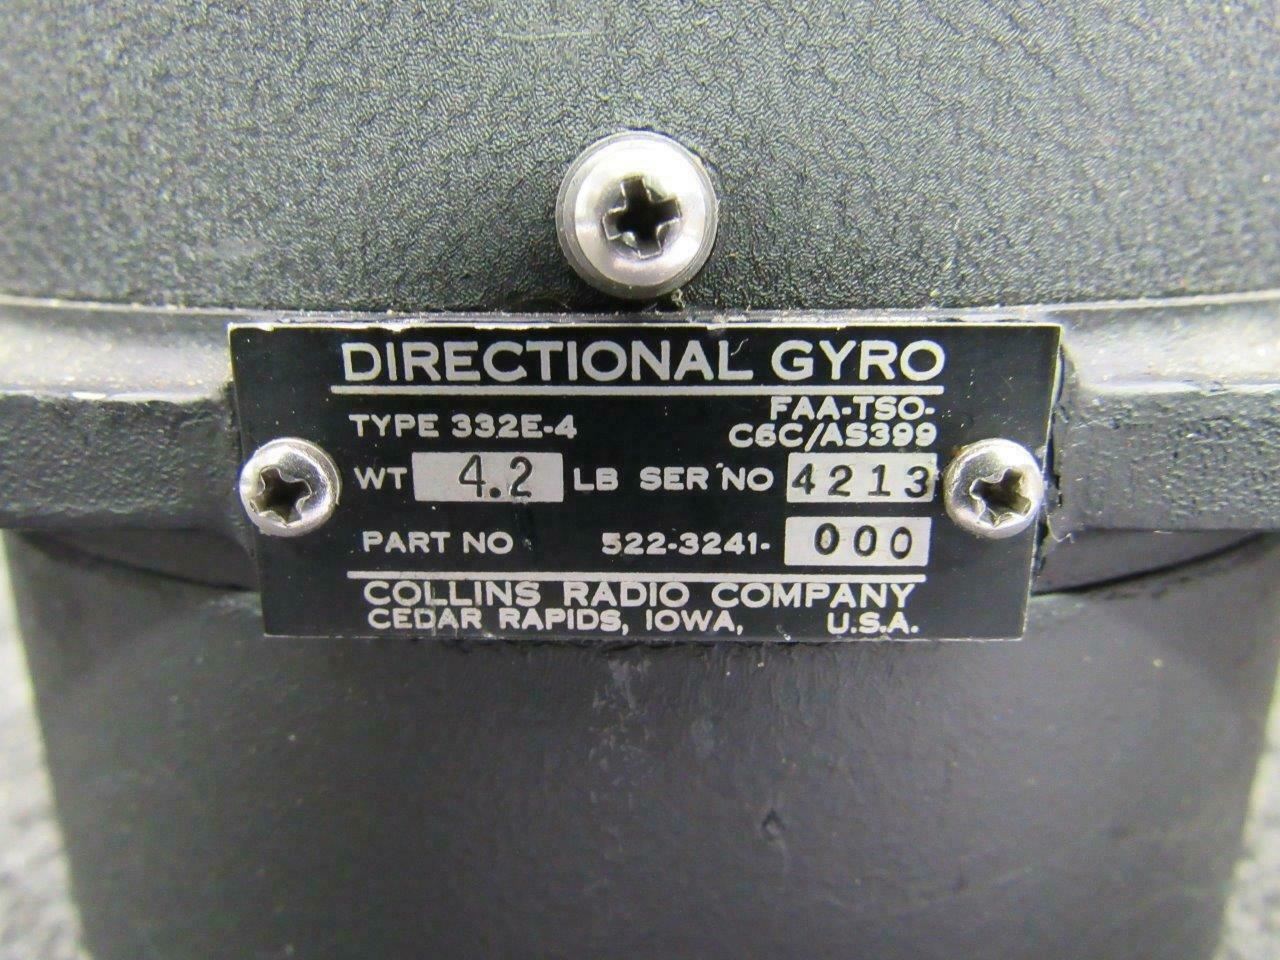 DIRECTIONAL GYRO
TYPE 332E-4 FAA-TSO-
C6C/AS399
WT 4.2 LB SER NO 4213
PART NO 522-3241- 000
COLLINS RADIO COMPANY
CEDAR RAPIDS, IOWA, U.S.A.